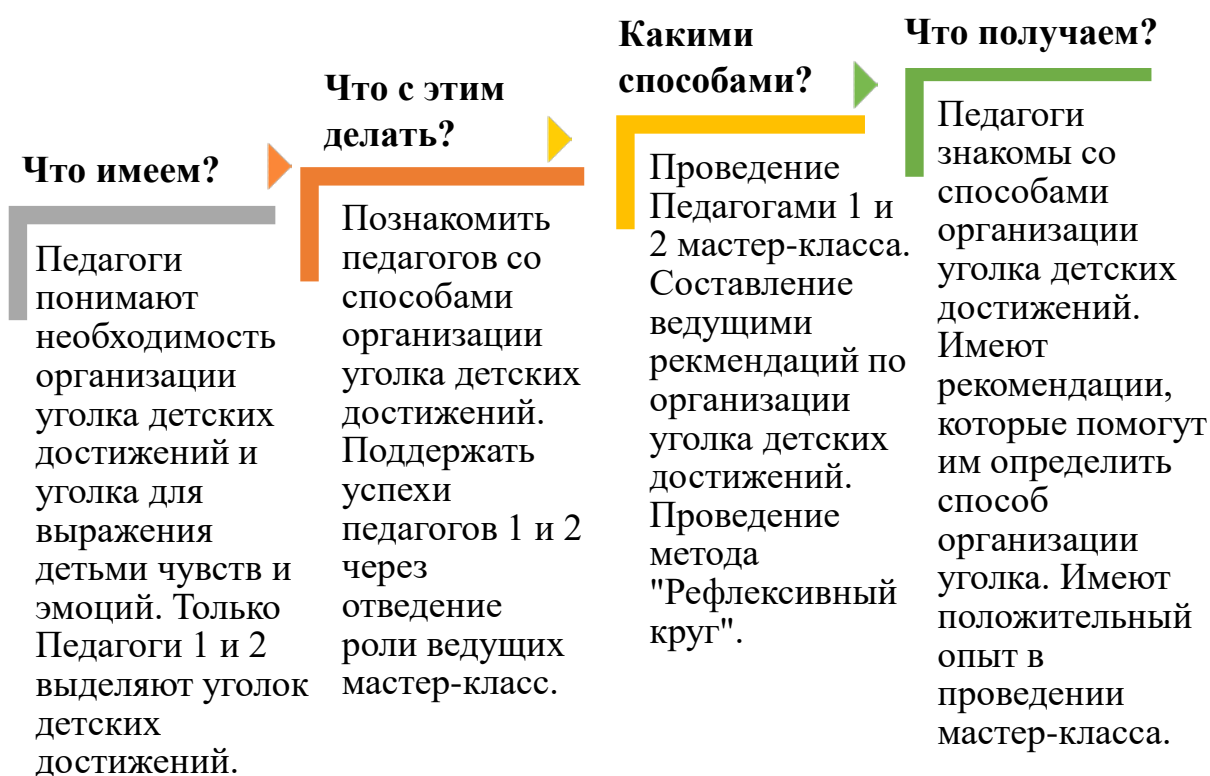 Что имеем?
Педагоги
понимают
необходимость
организации
уголка детских
достижений и
уголка для
выражения
детьми чувств и
эмоций. Только
Педагоги 1 и 2
выделяют уголок
детских
достижений.
Что с этим
делать?
Познакомить
педагогов со
способами
организации
уголка детских
достижений.
Поддержать
успехи
педагогов 1 и 2
через
отведение
роли ведущих
мастер-класс.
Какими
способами?
Проведение
Педагогами 1 и
2 мастер-класса.
Составление
ведущими
рекмендаций по
организации
уголка детских
достижений.
Проведение
метода
"Рефлексивный
круг".
Что получаем?
Педагоги
знакомы со
способами
организации
уголка детских
достижений.
Имеют
рекомендации,
которые помогут
им определить
способ
организации
уголка. Имеют
положительный
опыт в
проведении
мастер-класса.